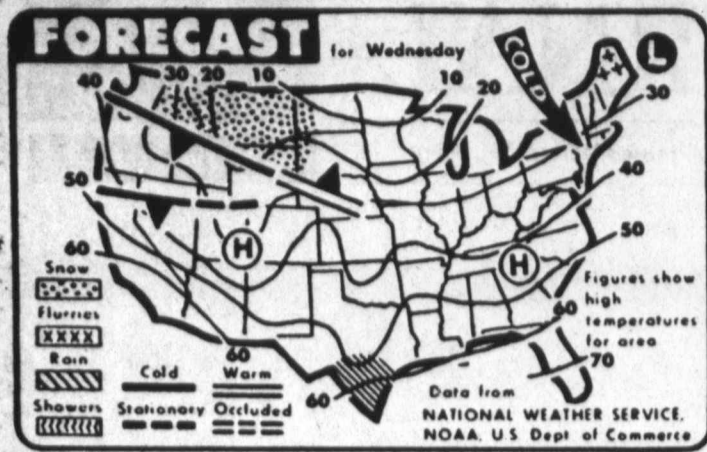 FORECAST for Wednesday
COLD
L
40 30 20 10 10 20 30
50 40
H
60 H 50
Snow
Flurries
XXXX
Rain
Showers
60
Cold Warm
Stationary Occluded
60
Figures show
high
temperatures
for area
60
70
Data from
NATIONAL WEATHER SERVICE,
NOAA, U.S. Dept of Commerce